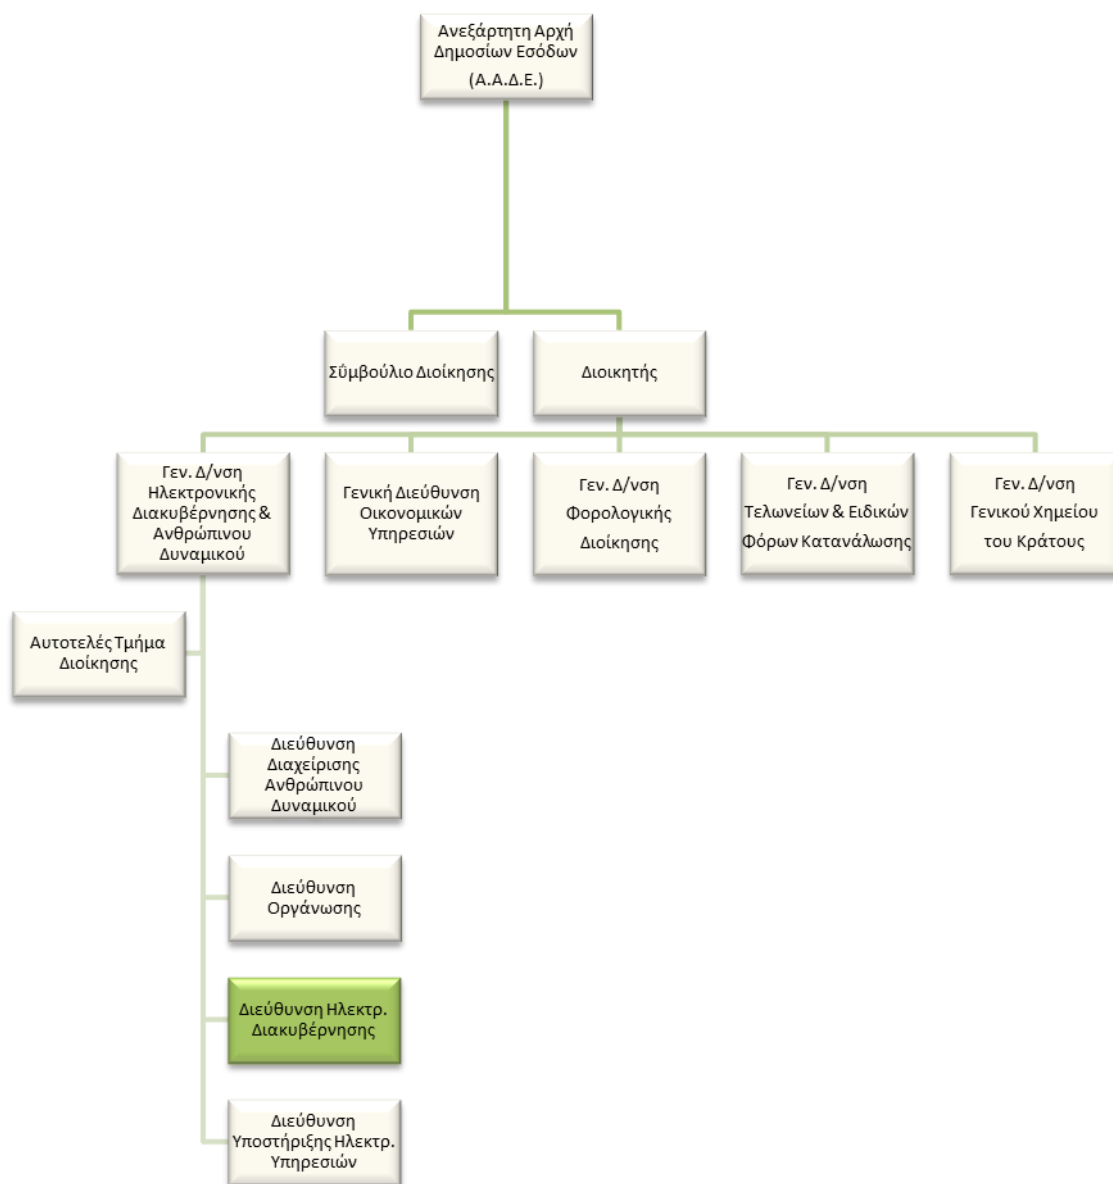 Ανεξάρτητη Αρχή
Δημοσίων Εσόδων
(Α.Α.Δ.Ε.)
Σΰμβούλιο Διοίκησης
Διοικητής
Γεν. Δ/νση
Ηλεκτρονικής
Διακυβέρνησης &
Ανθρώπινου
Δυναμικού
Γενική Διεύθυνση
Οικονομικών
Υπηρεσιών
Γεν. Δ/νση
Φορολογικής
Διοίκησης
Γεν. Δ/νση
Τελωνείων & Ειδικών
Φόρων Κατανάλωσης
Γεν. Δ/νση
Γενικού Χημείου
του Κράτους
Αυτοτελές Τμήμα
Διοίκησης
Διεύθυνση
Διαχείρισης
Ανθρώπινου
Δυναμικού
Διεύθυνση
Οργάνωσης
Διεύθυνση Ηλεκτρ.
Διακυβέρνησης
Διεύθυνση
Υποστήριξης Ηλεκτρ.
Υπηρεσιών